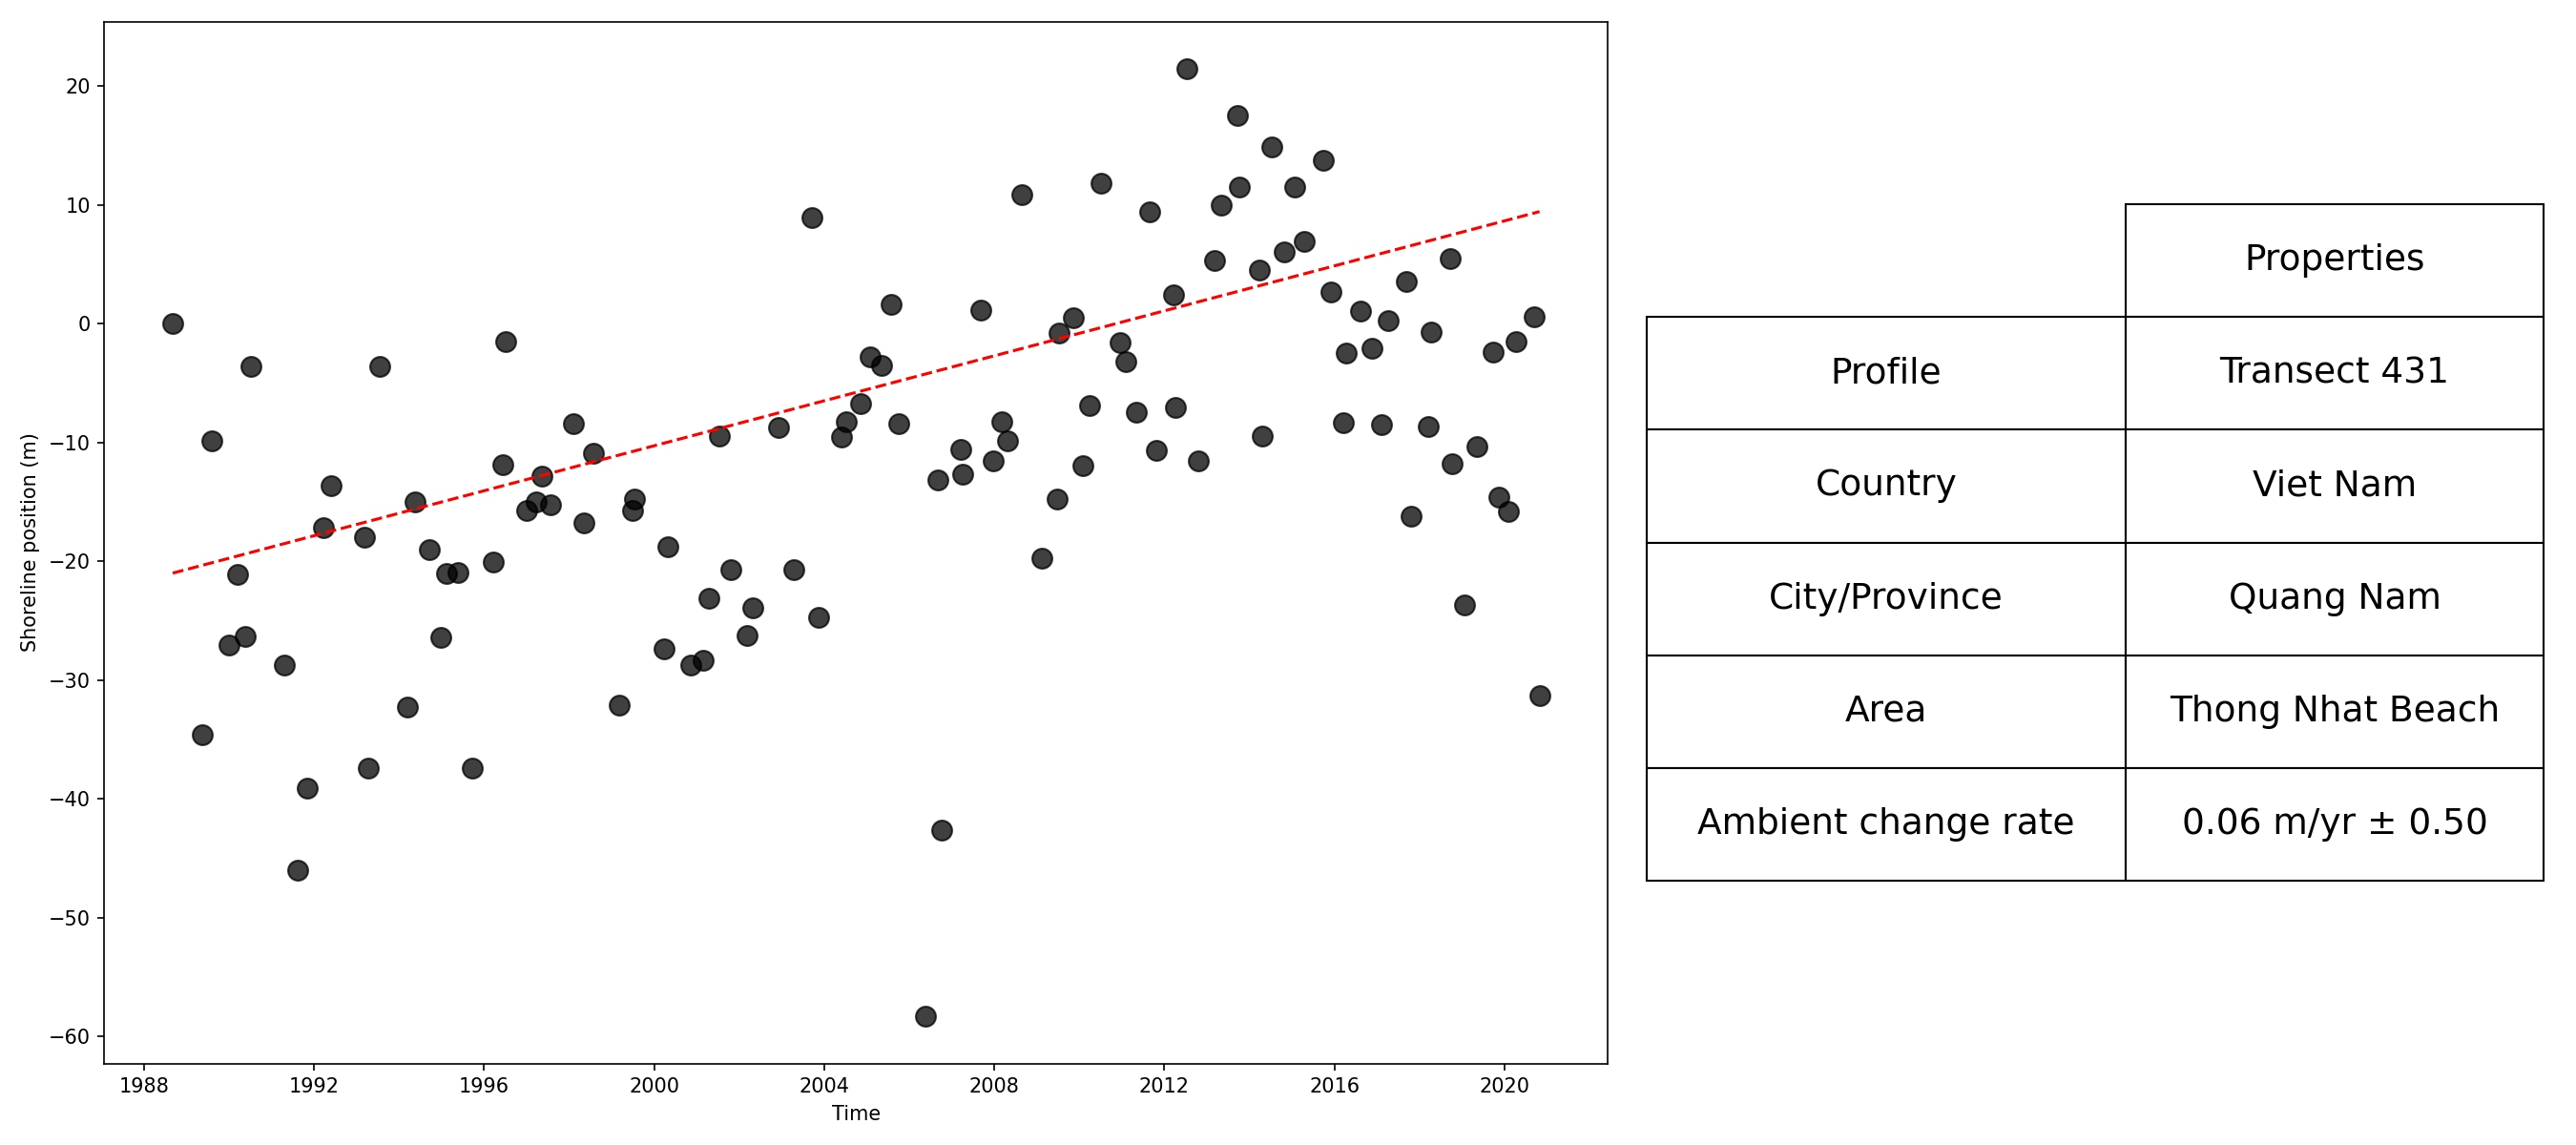 20
10
0
−10
−20
−30
−40
−50
−60
Shoreline position (m)
1988 1992 1996 2000 2004 2008 2012 2016 2020
Time
Properties
Profile Transect 431
Country Viet Nam
City/Province Quang Nam
Area Thong Nhat Beach
Ambient change rate 0.06 m/yr ± 0.50